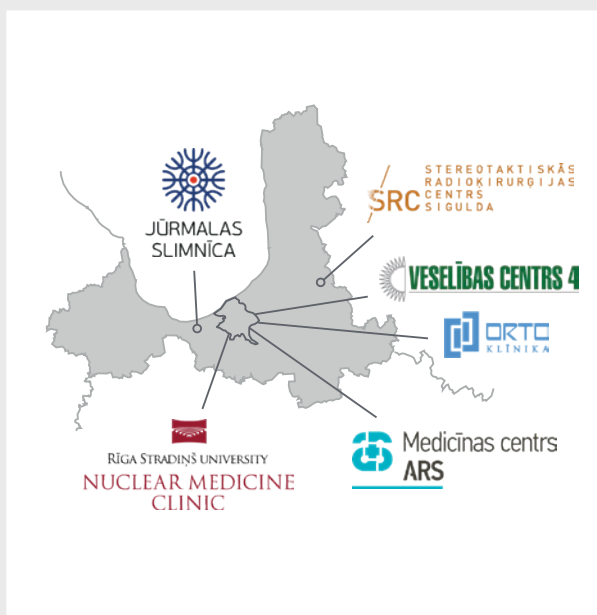 JŪRMALAS
SLIMNĪCA
STEREOTAKTISKĀS
RADIOĶIRURĢIJAS
CENTRS
SIGULDA
SRC
VESELĪBAS CENTRS 4
ORTO
KLĪNIKA
RĪGA STRADIŅŠ UNIVERSITY
NUCLEAR MEDICINE
CLINIC
Medicīnas centrs
ARS